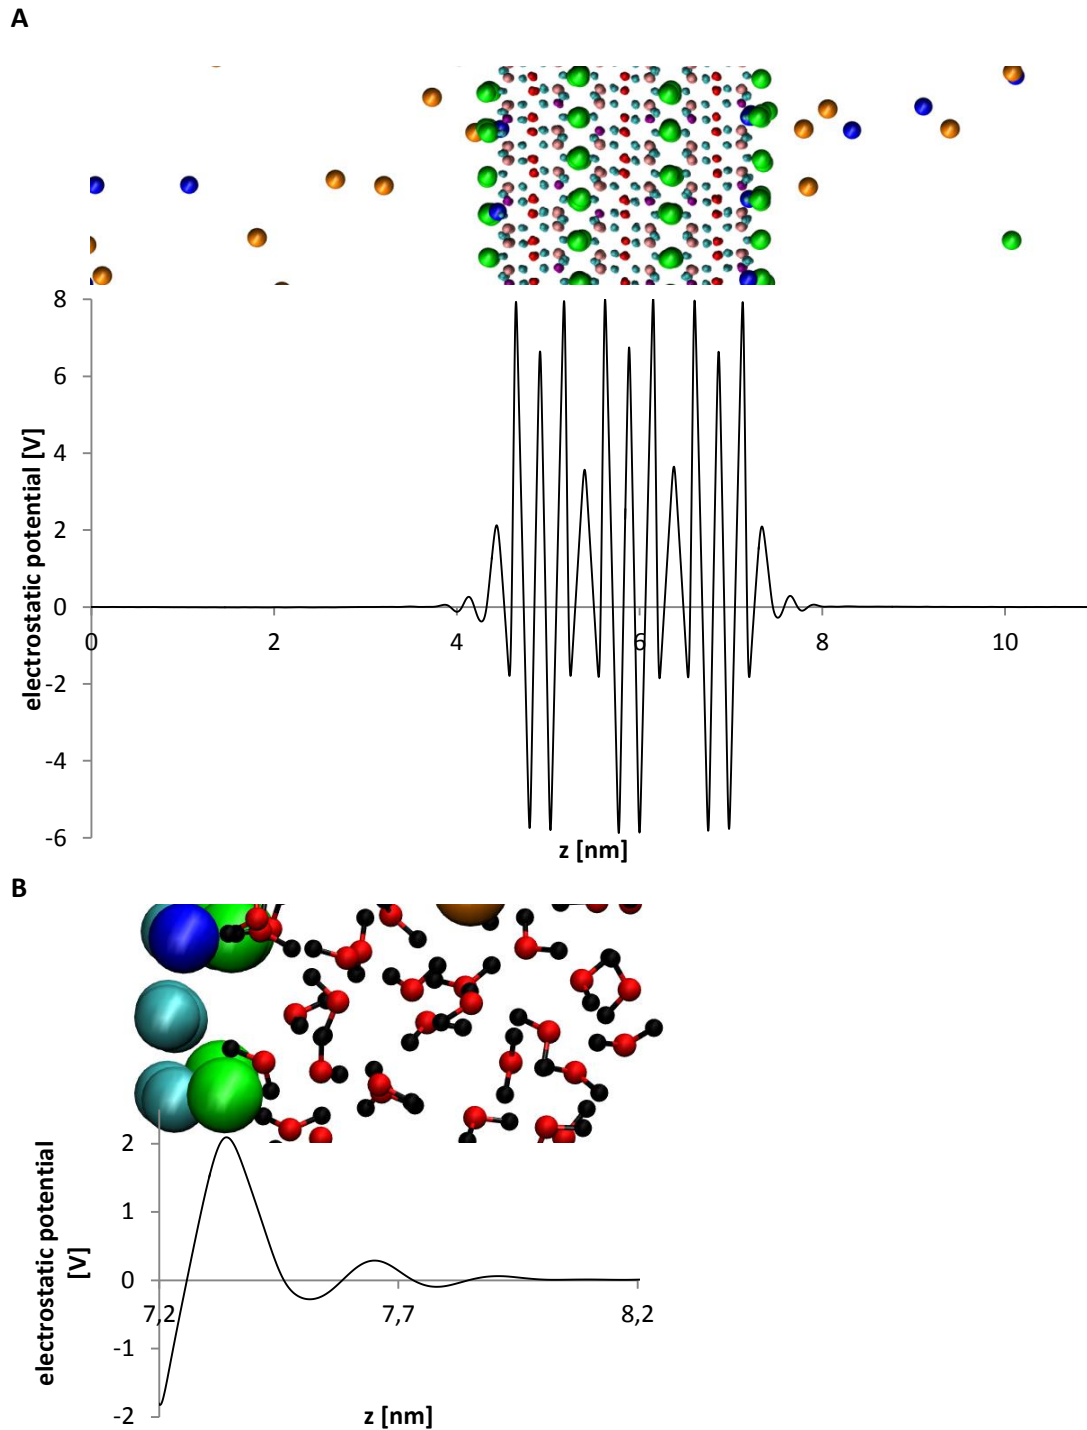 A
8
6
4
2
0
-2
-4
-6
electrostatic potential [V]
0 2 4 6 8 10
z [nm]
B
2
1
0
-1
-2
electrostatic potential
[V]
7,2 7,7 8,2
z [nm]